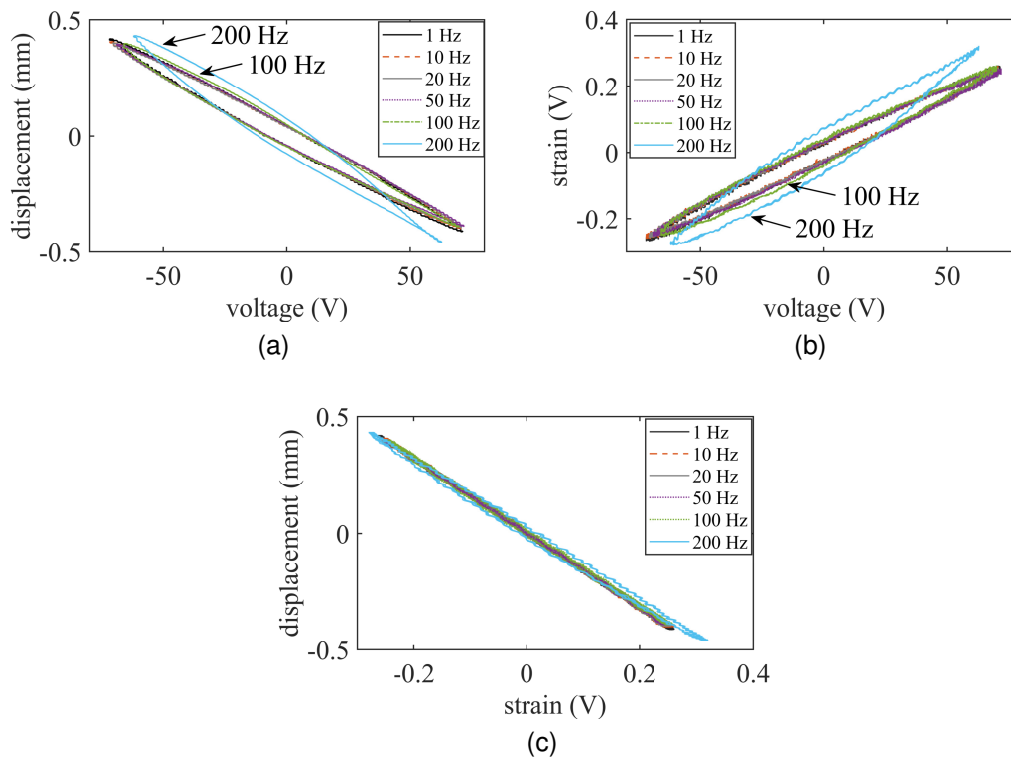 0.5
0
-0.5
displacement (mm)
200 Hz
100 Hz
1 Hz
10 Hz
20 Hz
50 Hz
100 Hz
200 Hz
-50
0
50
voltage (V)
(a)
0.4
0.2
0
-0.2
strain (V)
1 Hz
10 Hz
20 Hz
50 Hz
100 Hz
200 Hz
100 Hz
200 Hz
-50
0
50
voltage (V)
(b)
0.5
0
-0.5
displacement (mm)
1 Hz
10 Hz
20 Hz
50 Hz
100 Hz
200 Hz
-0.2
0
0.2
0.4
strain (V)
(c)